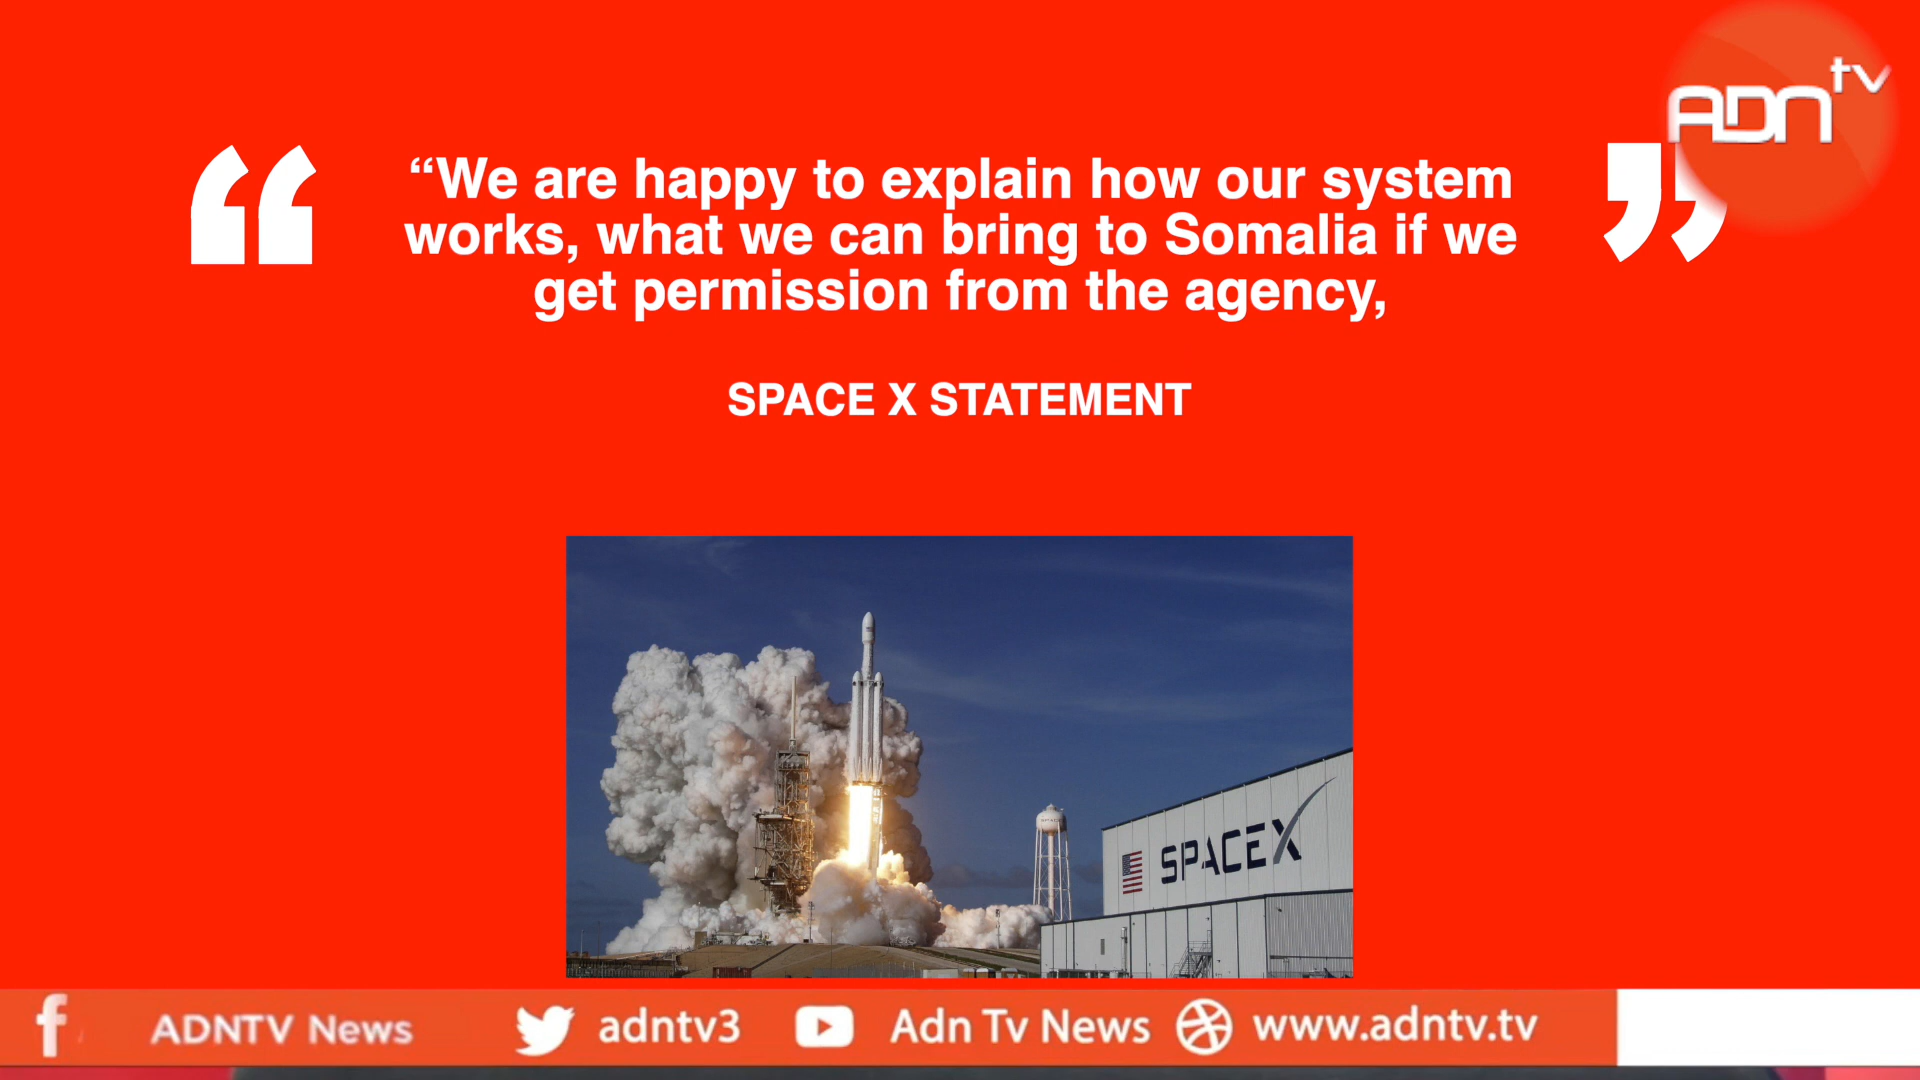 ADN tv
“We are happy to explain how our system
works, what we can bring to Somalia if we
get permission from the agency,
SPACE X STATEMENT
SPACEX
ADNTV News
adntv3
Adn Tv News
www.adntv.tv